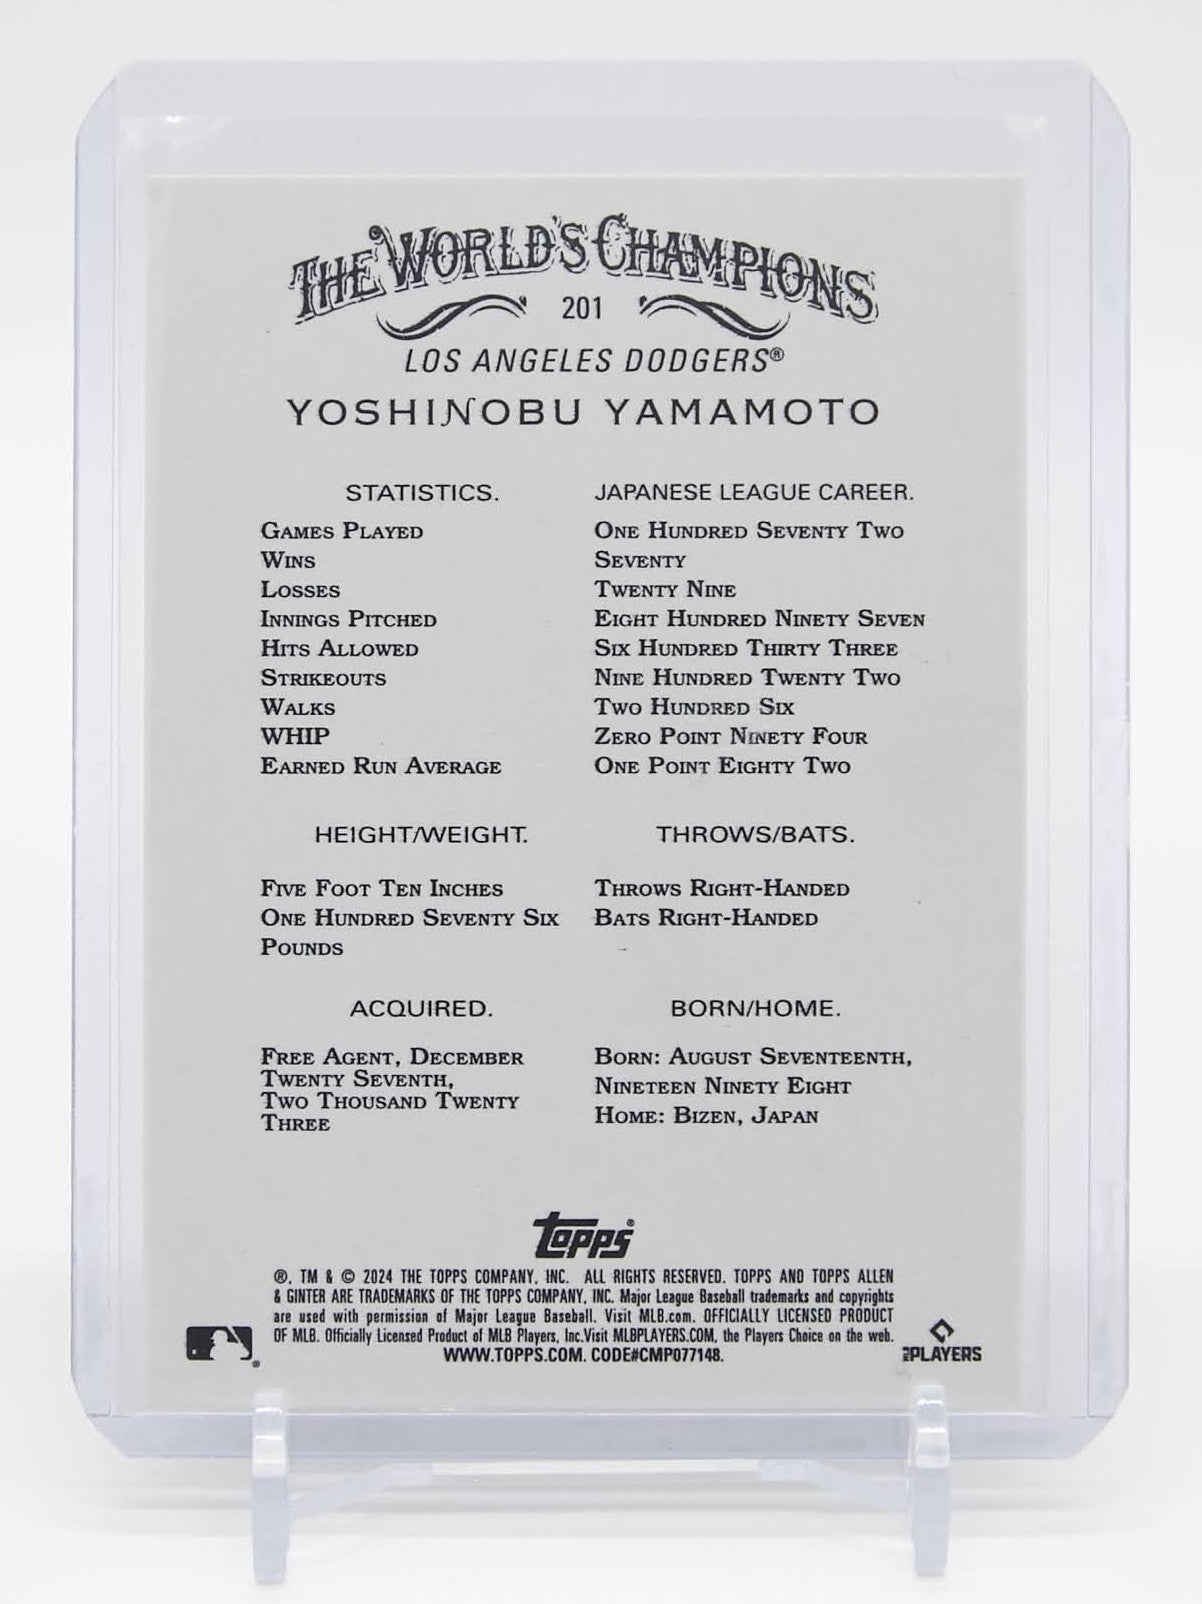 THE WORLD'S CHAMPIONS
201
LOS ANGELES DODGERS®
YOSHINOBU YAMAMOTO
STATISTICS. JAPANESE LEAGUE CAREER.
GAMES PLAYED ONE HUNDRED SEVENTY TWO
WINS SEVENTY
LOSSES TWENTY NINE
INNINGS PITCHED EIGHT HUNDRED NINETY SEVEN
HITS ALLOWED SIX HUNDRED THIRTY THREE
STRIKEOUTS NINE HUNDRED TWENTY TWO
WALKS TWO HUNDRED SIX
WHIP ZERO POINT NINETY FOUR
EARNED RUN AVERAGE ONE POINT EIGHTY TWO
HEIGHT/WEIGHT. THROWS/BATS.
FIVE FOOT TEN INCHES THROWS RIGHT-HANDED
ONE HUNDRED SEVENTY SIX BATS RIGHT-HANDED
POUNDS
ACQUIRED. BORN/HOME.
FREE AGENT, DECEMBER BORN: AUGUST SEVENTEENTH,
TWENTY SEVENTH, NINETEEN NINETY EIGHT
TWO THOUSAND TWENTY HOME: BIZEN, JAPAN
THREE
Topps®
®, TM & © 2024 THE TOPPS COMPANY, INC. ALL RIGHTS RESERVED. TOPPS AND TOPPS ALLEN
& GINTER ARE TRADEMARKS OF THE TOPPS COMPANY, INC. Major League Baseball trademarks and copyrights
are used with permission of Major League Baseball. Visit MLB.com. OFFICIALLY LICENSED PRODUCT
OF MLB. Officially Licensed Product of MLB Players, Inc.Visit MLBPLAYERS.COM, the Players Choice on the web.
WWW.TOPPS.COM. CODE#CMP077148.
PLAYERS